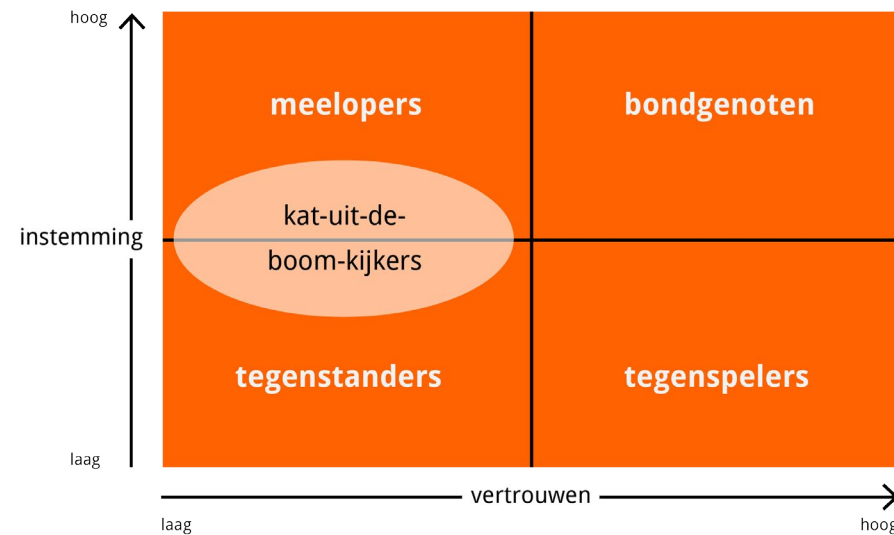 hoog
meelopers
bondgenoten
kat-uit-de-
boom-kijkers
instemming
tegenstanders
tegenspelers
laag
vertrouwen
laag
hoog